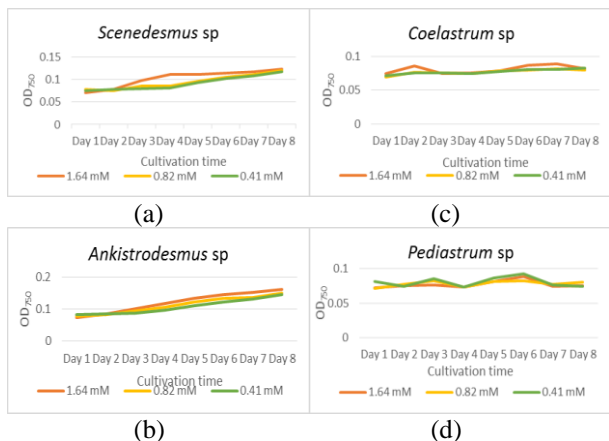 Scenedesmus sp
0.15
0.1
0.05
0
OD750
Day 1 Day 2 Day 3 Day 4 Day 5 Day 6 Day 7 Day 8
Cultivation time
1.64 mM 0.82 mM 0.41 mM
(a)
Coelastrum sp
0.1
0.05
0
OD750
Day 1 Day 2 Day 3 Day 4 Day 5 Day 6 Day 7 Day 8
Cultivation time
1.64 mM 0.82 mM 0.41 mM
(c)
Ankistrodesmus sp
0.2
0.1
0
OD750
Day 1 Day 2 Day 3 Day 4 Day 5 Day 6 Day 7 Day 8
Cultivation time
1.64 mM 0.82 mM 0.41 mM
(b)
Pediastrum sp
0.1
0.05
0
OD750
Day 1 Day 2 Day 3 Day 4 Day 5 Day 6 Day 7 Day 8
Cultivation time
1.64 mM 0.82 mM 0.41 mM
(d)